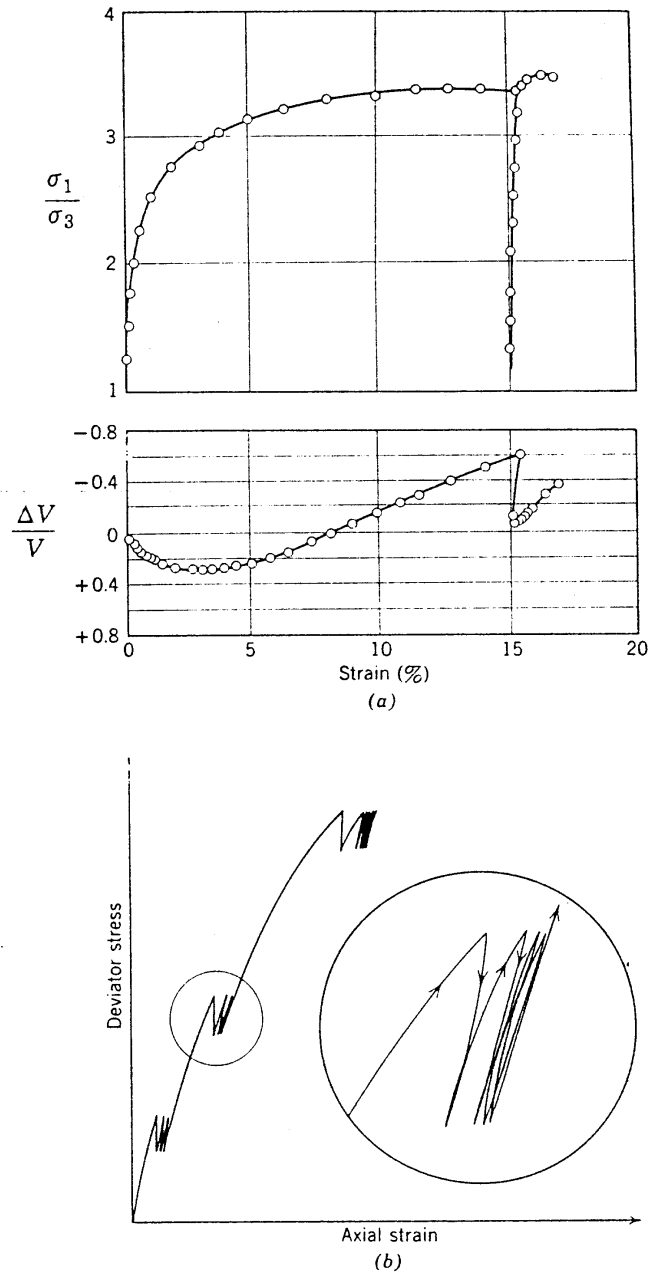 4
3
σ₁
σ₃
2
1
−0.8
−0.4
ΔV
V
0
+0.4
+0.8
0 5 10 15 20
Strain (%)
(a)
Deviator stress
Axial strain
(b)